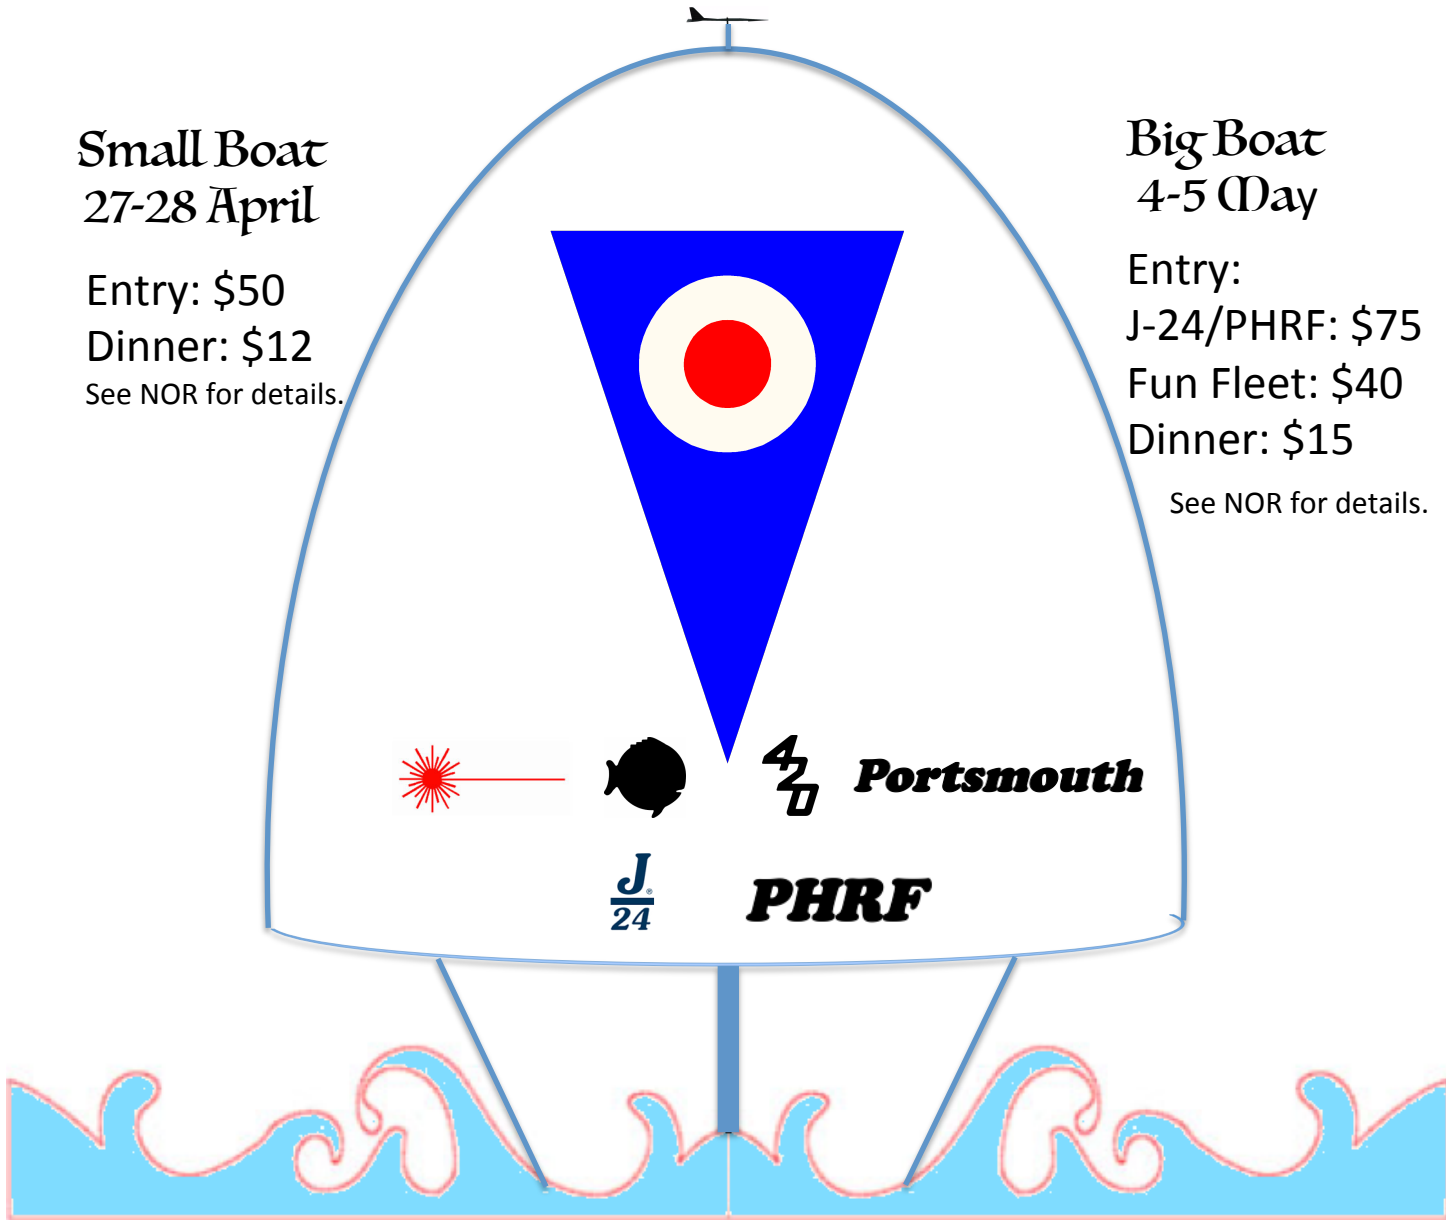 Small Boat
27-28 April
Entry: $50
Dinner: $12
See NOR for details.
Big Boat
4-5 May
Entry:
J-24/PHRF: $75
Fun Fleet: $40
Dinner: $15
See NOR for details.
420
Portsmouth
J®
24
PHRF